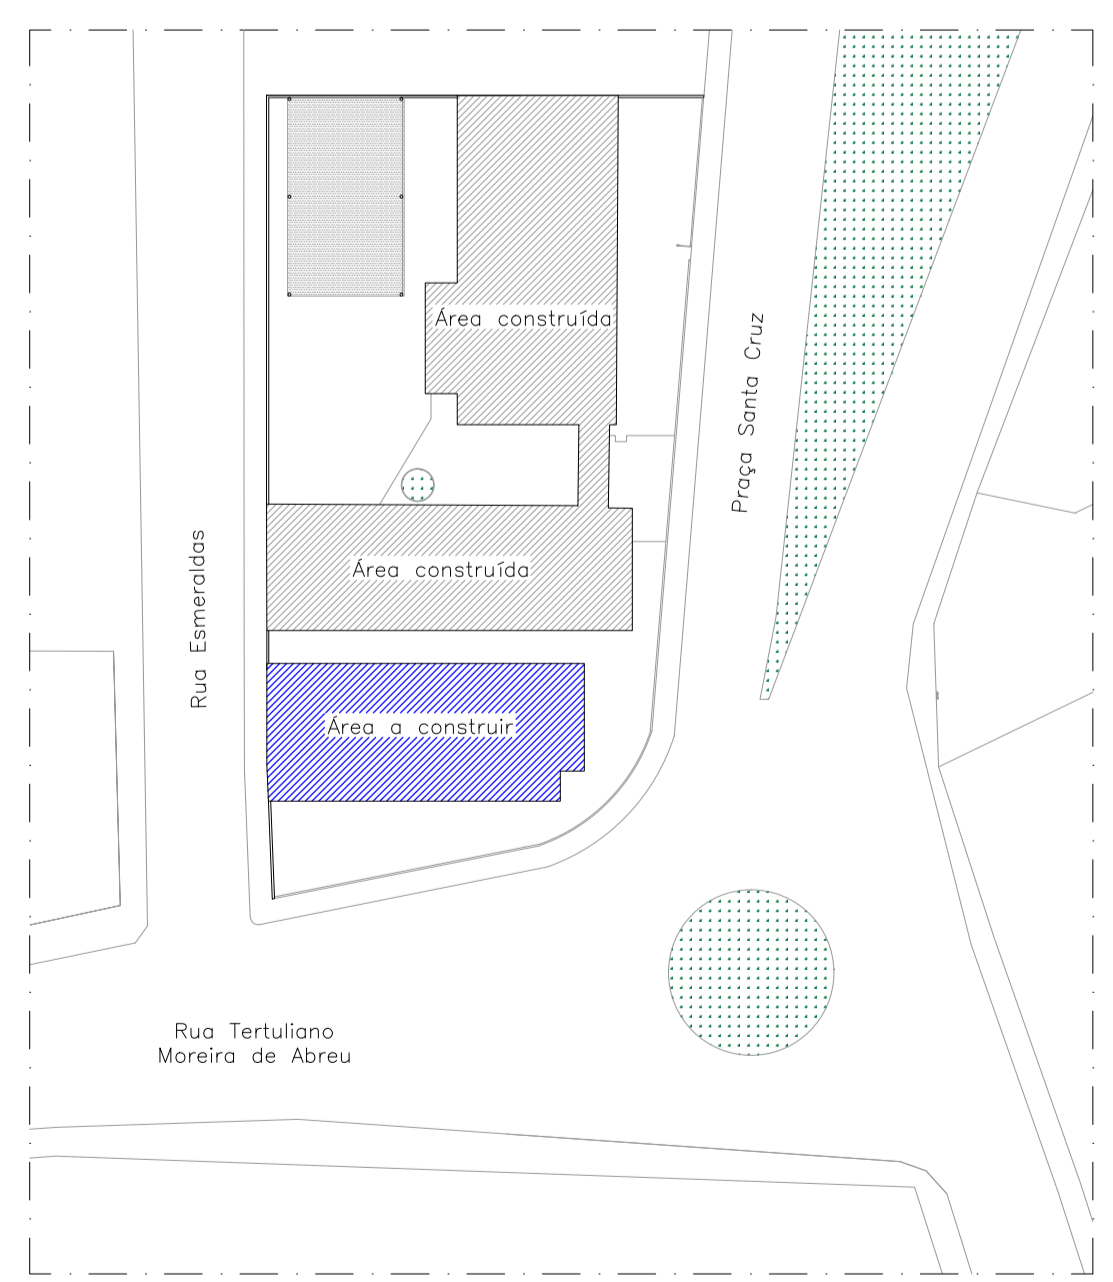 Área construída
Praça Santa Cruz
Área construída
Rua Esmeraldas
Área a construir
Rua Tertuliano
Moreira de Abreu